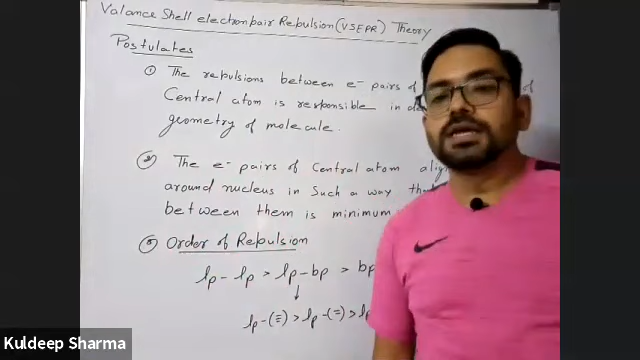 Valance Shell electron pair Repulsion (VSEPR) Theory
Postulates
① The repulsions between e- pairs of
Central atom is responsible in
geometry of molecule.
② The e- pairs of Central atom
around nucleus in Such a way
between them is minimum
③ Order of Repulsion
lp - lp > lp - bp > bp
↓
lp-(≡) > lp-(=) > lp
Kuldeep Sharma